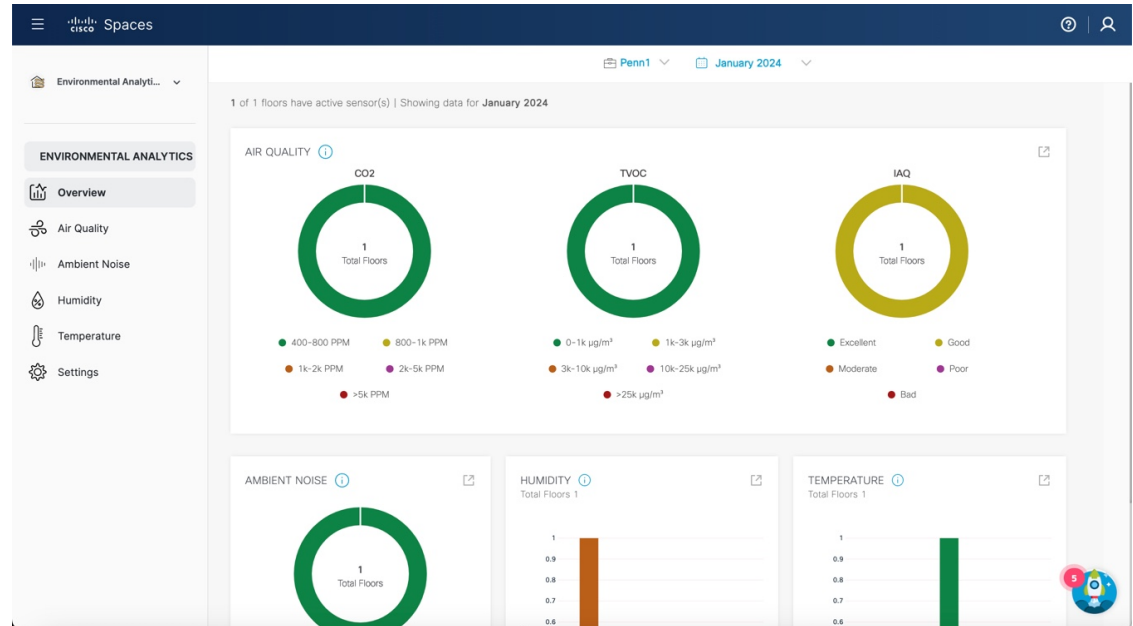 cisco Spaces
Penn1 January 2024
Environmental Analyti...
1 of 1 floors have active sensor(s) | Showing data for January 2024
ENVIRONMENTAL ANALYTICS
Overview
Air Quality
Ambient Noise
Humidity
Temperature
Settings
AIR QUALITY
CO2
1
Total Floors
400-800 PPM 800-1k PPM
1k-2k PPM 2k-5k PPM
>5k PPM
TVOC
1
Total Floors
0-1k µg/m³ 1k-3k µg/m³
3k-10k µg/m³ 10k-25k µg/m³
>25k µg/m³
IAQ
1
Total Floors
Excellent Good
Moderate Poor
Bad
AMBIENT NOISE
1
Total Floors
HUMIDITY
Total Floors 1
1
0.9
0.8
0.7
0.6
TEMPERATURE
Total Floors 1
1
0.9
0.8
0.7
0.6
5